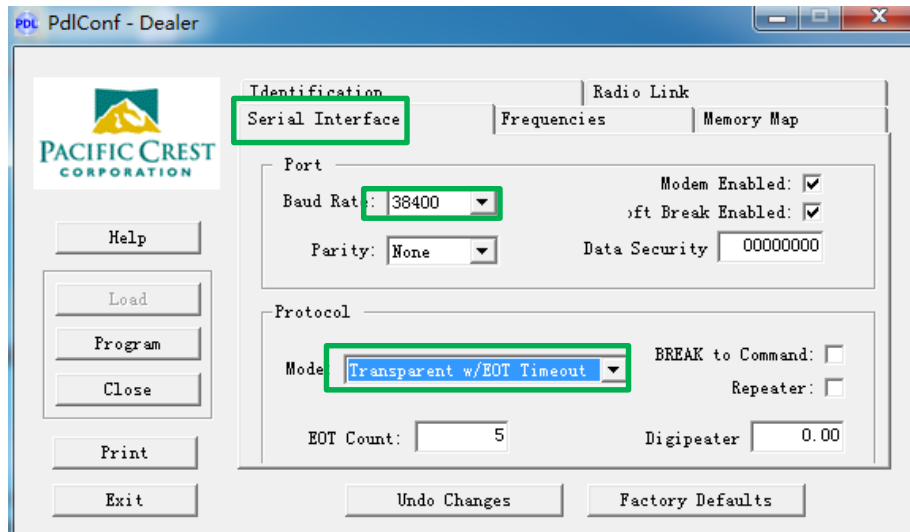 PDL PdlConf - Dealer
Identification Radio Link
Serial Interface Frequencies Memory Map
PACIFIC CREST
CORPORATION
Port
Baud Rate: 38400
Modem Enabled:
oft Break Enabled:
Parity: None
Data Security 00000000
Help
Load
Program
Close
Print
Exit
Protocol
Mode: Transparent w/EOT Timeout
BREAK to Command:
Repeater:
EOT Count: 5
Digipeater 0.00
Undo Changes Factory Defaults